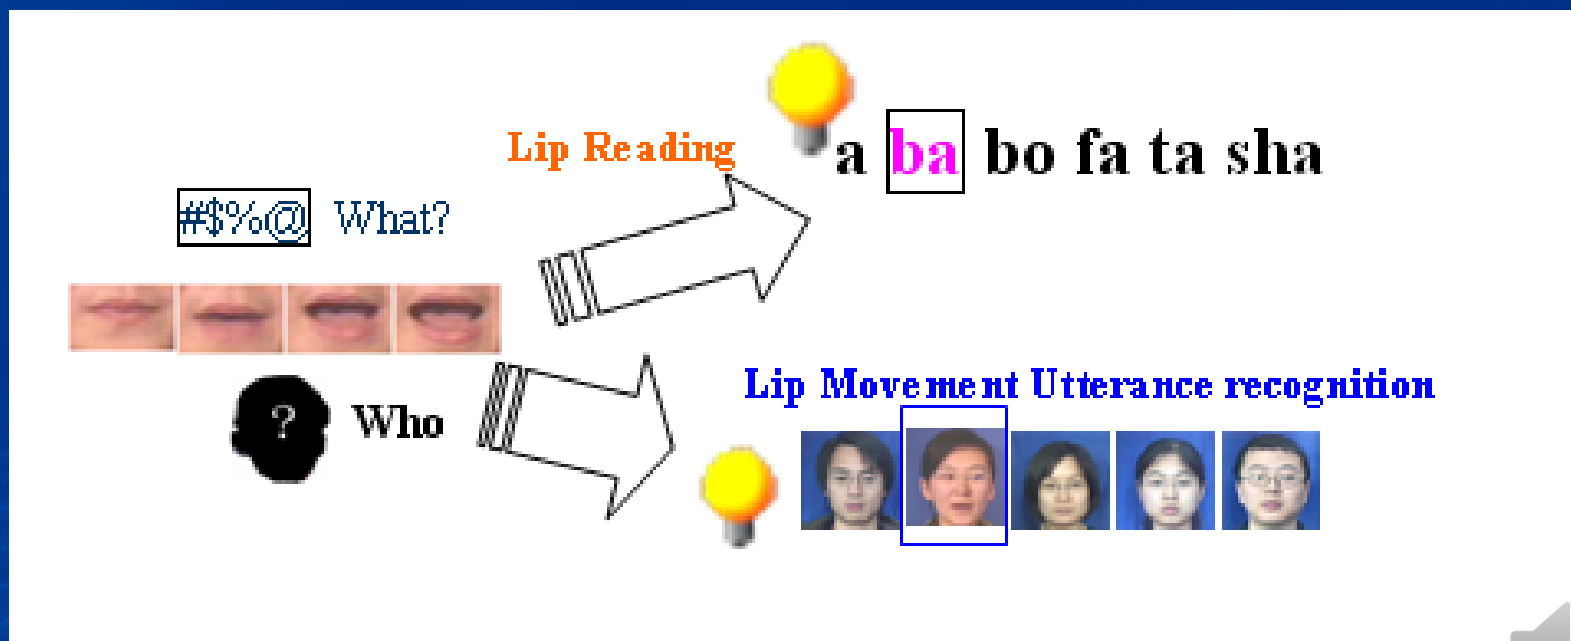 Lip Reading
a ba bo fa ta sha
#$%@ What?
Lip Movement Utterance recognition
? Who